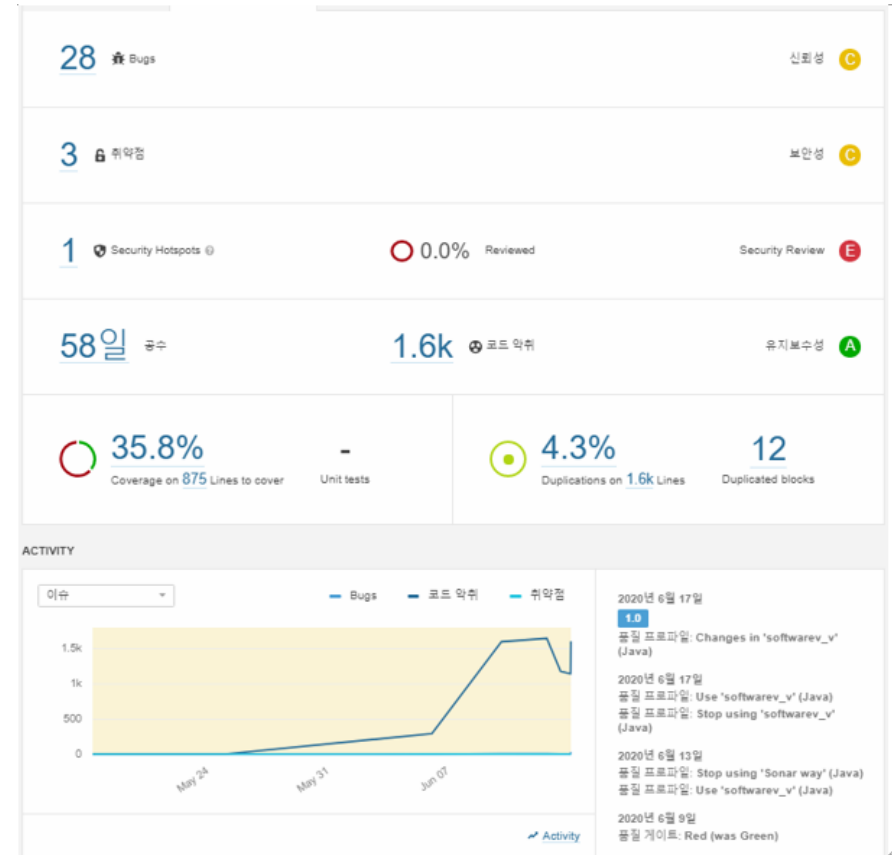 28 Bugs 신뢰성 C
3 취약점 보안성 C
1 Security Hotspots 0.0% Reviewed Security Review E
58일 공수 1.6k 코드 악취 유지보수성 A
35.8% - 4.3% 12
Coverage on 875 Lines to cover Unit tests Duplications on 1.6k Lines Duplicated blocks
ACTIVITY
이슈 Bugs 코드 악취 취약점
1.5k
1k
500
0
May 24 May 31 Jun 07
Activity
2020년 6월 17일
1.0
품질 프로파일: Changes in 'softwarev_v'
(Java)
2020년 6월 17일
품질 프로파일: Use 'softwarev_v' (Java)
품질 프로파일: Stop using 'softwarev_v'
(Java)
2020년 6월 13일
품질 프로파일: Stop using 'Sonar way' (Java)
품질 프로파일: Use 'softwarev_v' (Java)
2020년 6월 9일
품질 게이트: Red (was Green)